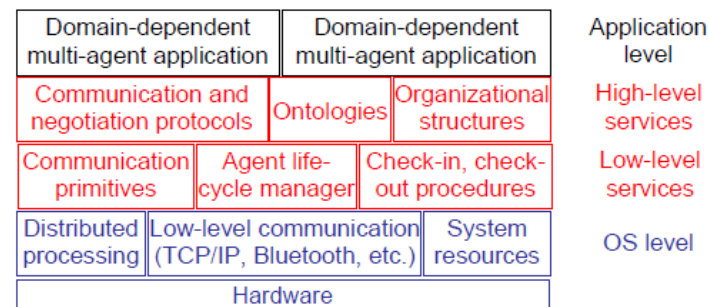 Domain-dependent
multi-agent application
Domain-dependent
multi-agent application
Application
level
Communication and
negotiation protocols
Ontologies
Organizational
structures
High-level
services
Communication
primitives
Agent life-
cycle manager
Check-in, check-
out procedures
Low-level
services
Distributed
processing
Low-level communication
(TCP/IP, Bluetooth, etc.)
System
resources
OS level
Hardware